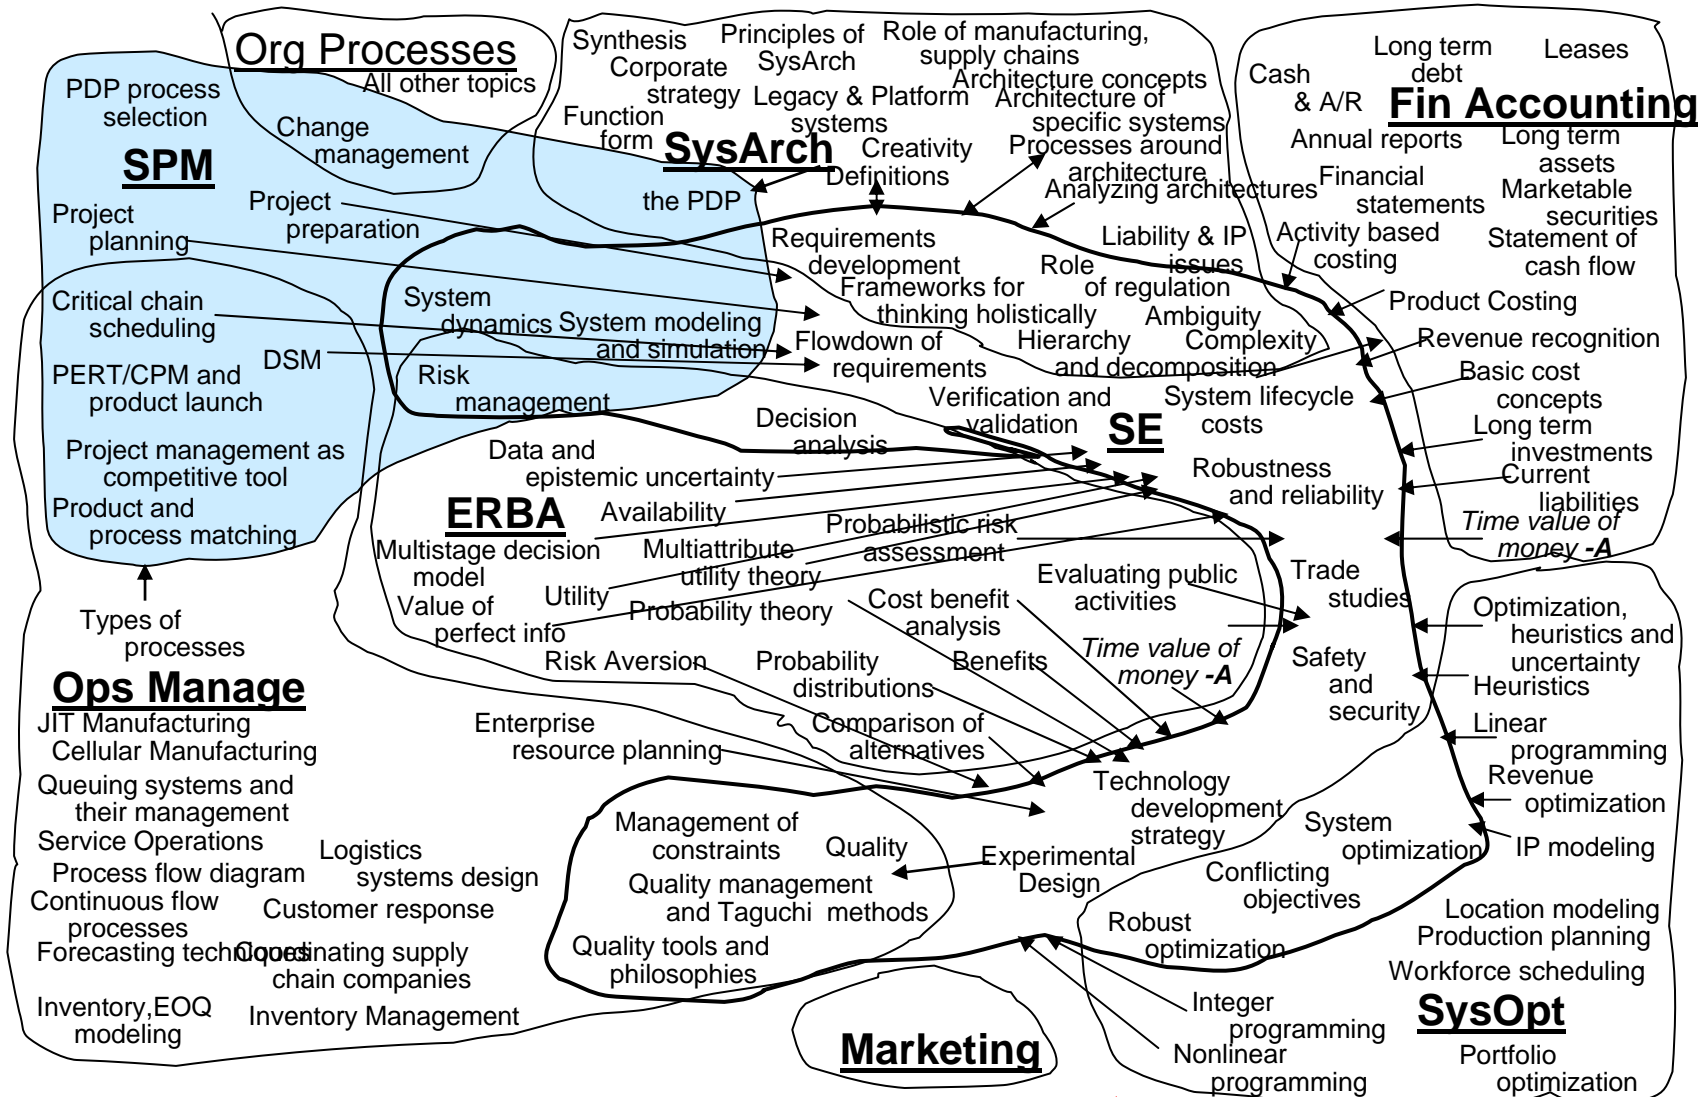 Org Processes
All other topics
Change
management
PDP process
selection
SPM
Project
planning
Project
preparation
Critical chain
scheduling
DSM
PERT/CPM and
product launch
Project management as
competitive tool
Product and
process matching
Types of
processes
Ops Manage
JIT Manufacturing
Cellular Manufacturing
Queuing systems and
their management
Service Operations
Process flow diagram
Continuous flow
processes
Forecasting techniques
Inventory,EOQ
modeling
Logistics
systems design
Customer response
Coordinating supply
chain companies
Inventory Management
Synthesis
Corporate
strategy
Function
form
Principles of
SysArch
Legacy & Platform
systems
Role of manufacturing,
supply chains
Architecture concepts
Architecture of
specific systems
SysArch
Creativity
Definitions
Processes around
architecture
Analyzing architectures
the PDP
Requirements
development
Liability & IP
issues
Role
of regulation
Frameworks for
thinking holistically
Ambiguity
Hierarchy
and decomposition
Complexity
System
dynamics
System modeling
and simulation
Flowdown of
requirements
Risk
management
Verification and
validation
System lifecycle
costs
SE
Decision
analysis
Data and
epistemic uncertainty
Robustness
and reliability
ERBA
Availability
Multistage decision
model
Multiattribute
utility theory
Probabilistic risk
assessment
Utility
Value of
perfect info
Probability theory
Cost benefit
analysis
Evaluating public
activities
Trade
studies
Risk Aversion
Probability
distributions
Benefits
Time value of
money -A
Safety
and
security
Enterprise
resource planning
Comparison of
alternatives
Technology
development
strategy
Management of
constraints
Quality
Quality management
and Taguchi methods
Quality tools and
philosophies
Experimental
Design
System
optimization
Conflicting
objectives
Robust
optimization
Marketing
Cash
& A/R
Long term
debt
Leases
Fin Accounting
Annual reports
Long term
assets
Financial
statements
Marketable
securities
Activity based
costing
Statement of
cash flow
Product Costing
Revenue recognition
Basic cost
concepts
Long term
investments
Current
liabilities
Time value of
money -A
Optimization,
heuristics and
uncertainty
Heuristics
Linear
programming
Revenue
optimization
IP modeling
Location modeling
Production planning
Workforce scheduling
SysOpt
Integer
programming
Nonlinear
programming
Portfolio
optimization